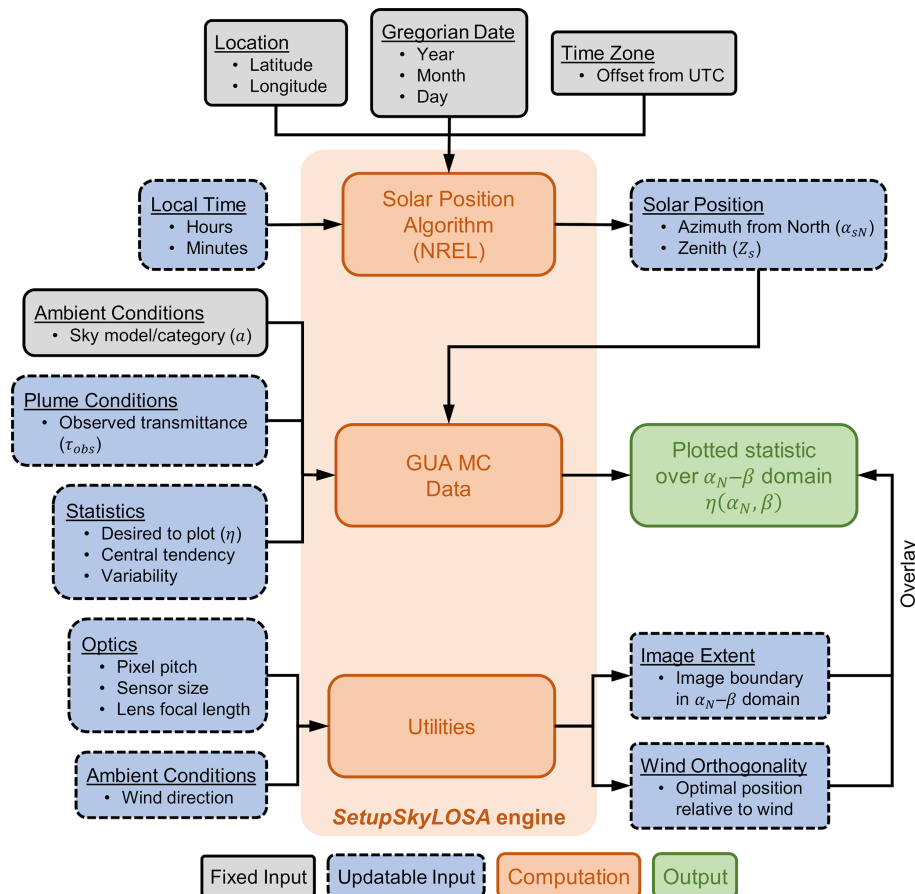 Location
• Latitude
• Longitude
Gregorian Date
• Year
• Month
• Day
Time Zone
• Offset from UTC
Local Time
• Hours
• Minutes
Solar Position
Algorithm
(NREL)
Solar Position
• Azimuth from North (α_sN)
• Zenith (Z_s)
Ambient Conditions
• Sky model/category (a)
Plume Conditions
• Observed transmittance
(τ_obs)
Statistics
• Desired to plot (η)
• Central tendency
• Variability
GUA MC
Data
Plotted statistic
over α_N–β domain
η(α_N, β)
Overlay
Optics
• Pixel pitch
• Sensor size
• Lens focal length
Ambient Conditions
• Wind direction
Utilities
Image Extent
• Image boundary
in α_N–β domain
Wind Orthogonality
• Optimal position
relative to wind
SetupSkyLOSA engine
Fixed Input
Updatable Input
Computation
Output